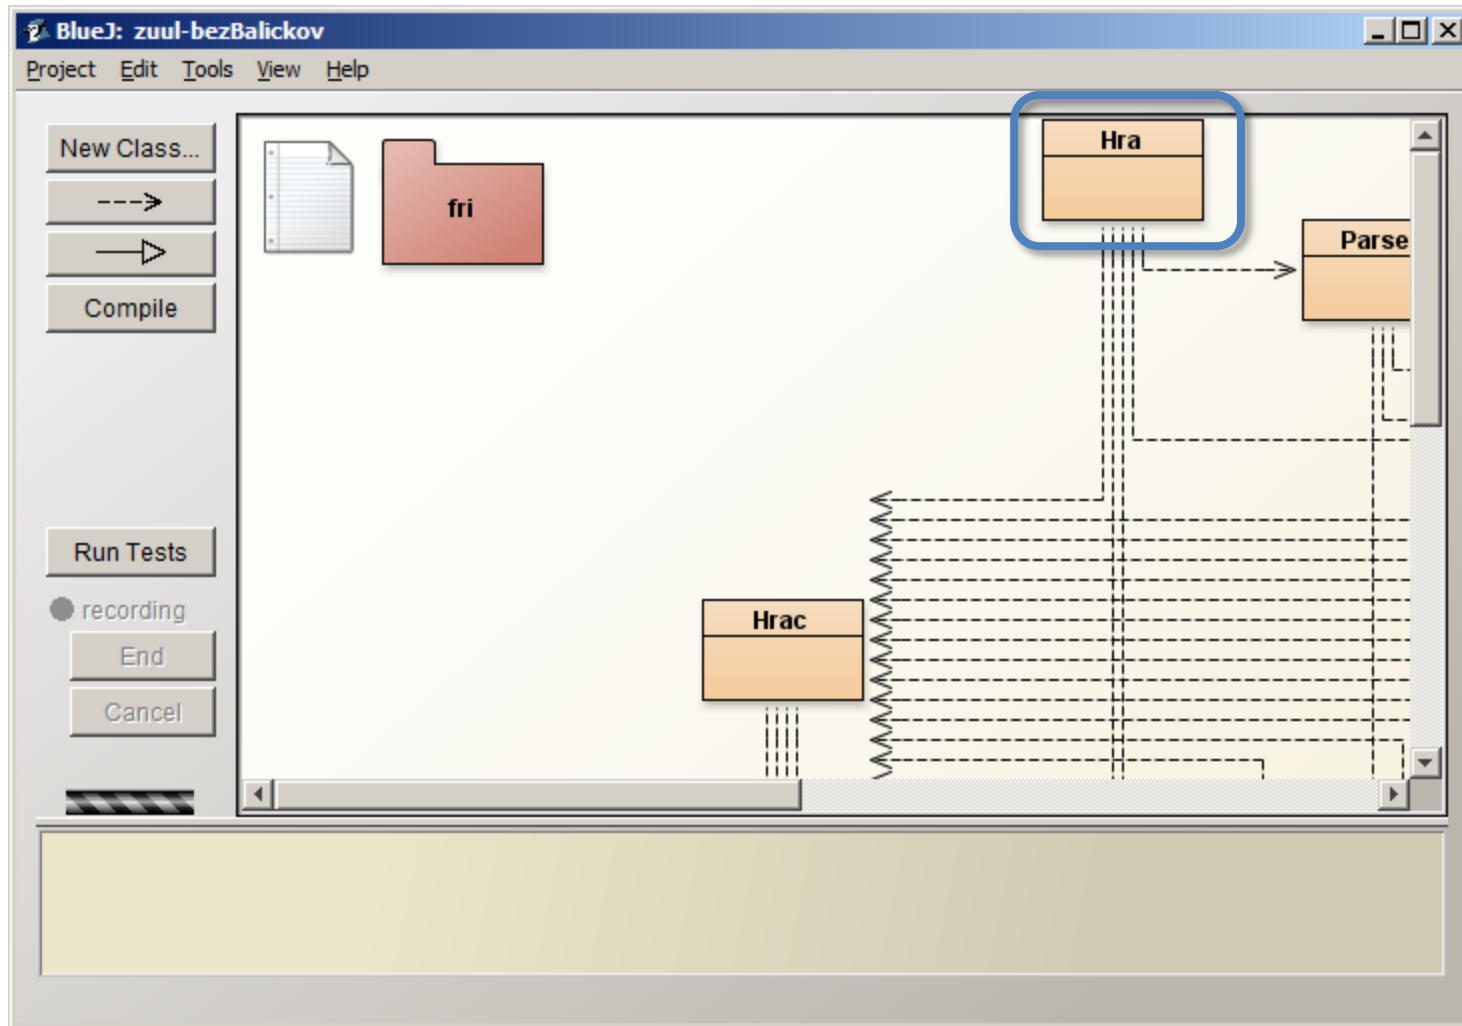 BlueJ: zuul-bezBalickov
Project Edit Tools View Help
New Class...
Compile
Run Tests
recording
End
Cancel
fri
Hra
Parse
Hrac